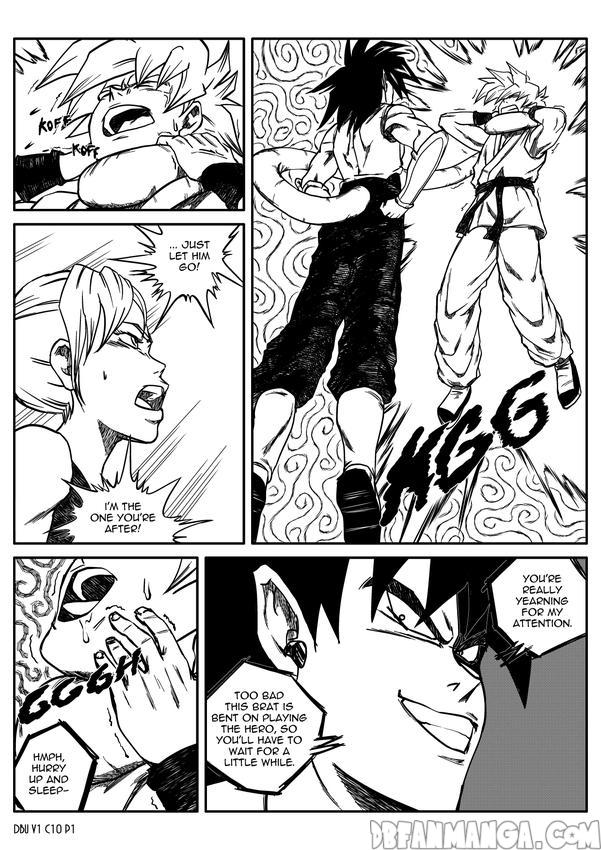 KOFF
KOFF
HGGG
... JUST
LET HIM
GO!
I'M THE
ONE YOU'RE
AFTER!
GGGGH
HMPH,
HURRY
UP AND
SLEEP-
YOU'RE
REALLY
YEARNING
FOR MY
ATTENTION.
TOO BAD
THIS BRAT IS
BENT ON PLAYING
THE HERO, SO
YOU'LL HAVE TO
WAIT FOR A
LITTLE WHILE.
DBU V1 C10 P1
DBFANMANGA.COM